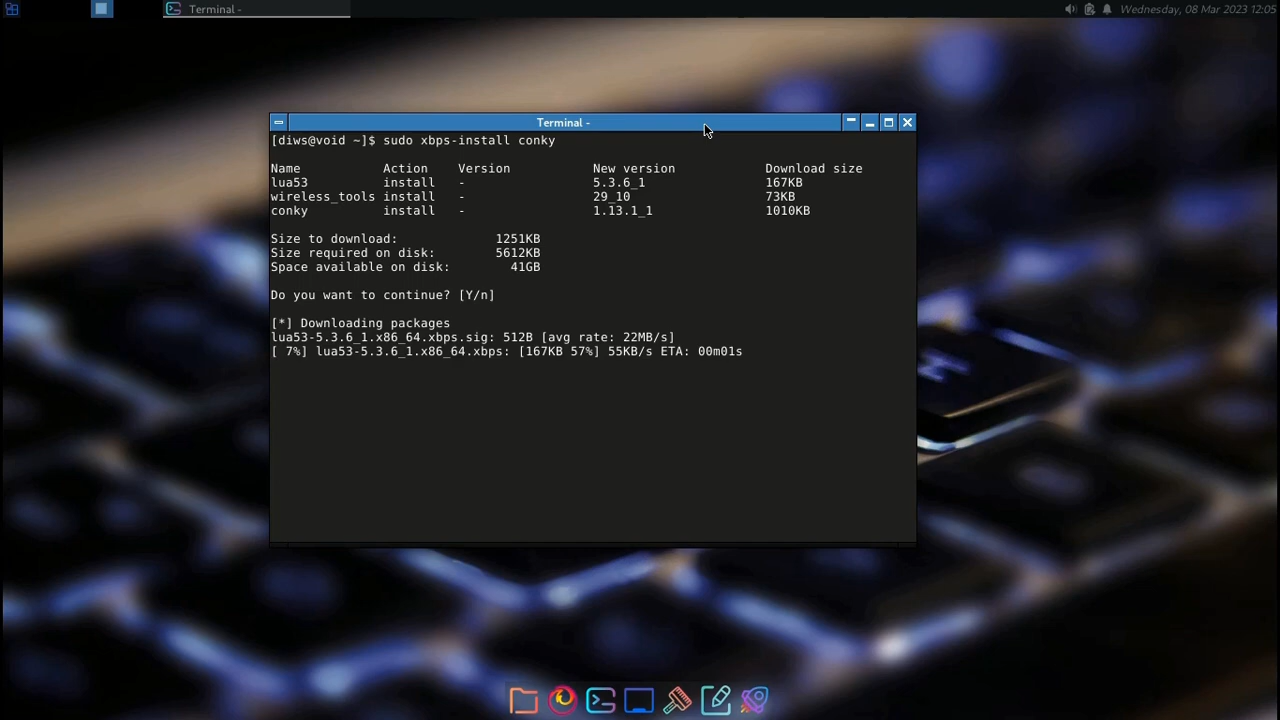 Terminal -
Wednesday, 08 Mar 2023 12:05
Terminal -
[diws@void ~]$ sudo xbps-install conky
Name Action Version New version Download size
lua53 install - 5.3.6_1 167KB
wireless_tools install - 29_10 73KB
conky install - 1.13.1_1 1010KB
Size to download: 1251KB
Size required on disk: 5612KB
Space available on disk: 41GB
Do you want to continue? [Y/n]
[*] Downloading packages
lua53-5.3.6_1.x86_64.xbps.sig: 512B [avg rate: 22MB/s]
[ 7%] lua53-5.3.6_1.x86_64.xbps: [167KB 57%] 55KB/s ETA: 00m01s